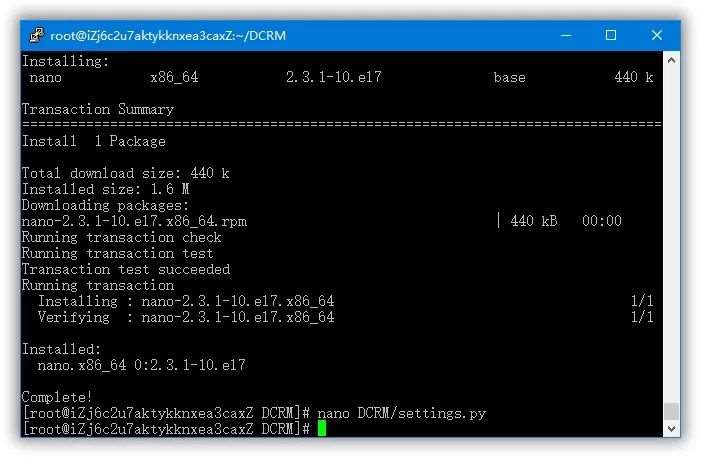 root@iZj6c2u7aktykknxea3caxZ:~/DCRM
Installing:
nano x86_64 2.3.1-10.el7 base 440 k
Transaction Summary
================================================================================
Install 1 Package
Total download size: 440 k
Installed size: 1.6 M
Downloading packages:
nano-2.3.1-10.el7.x86_64.rpm | 440 kB 00:00
Running transaction check
Running transaction test
Transaction test succeeded
Running transaction
Installing : nano-2.3.1-10.el7.x86_64 1/1
Verifying : nano-2.3.1-10.el7.x86_64 1/1
Installed:
nano.x86_64 0:2.3.1-10.el7
Complete!
[root@iZj6c2u7aktykknxea3caxZ DCRM]# nano DCRM/settings.py
[root@iZj6c2u7aktykknxea3caxZ DCRM]#